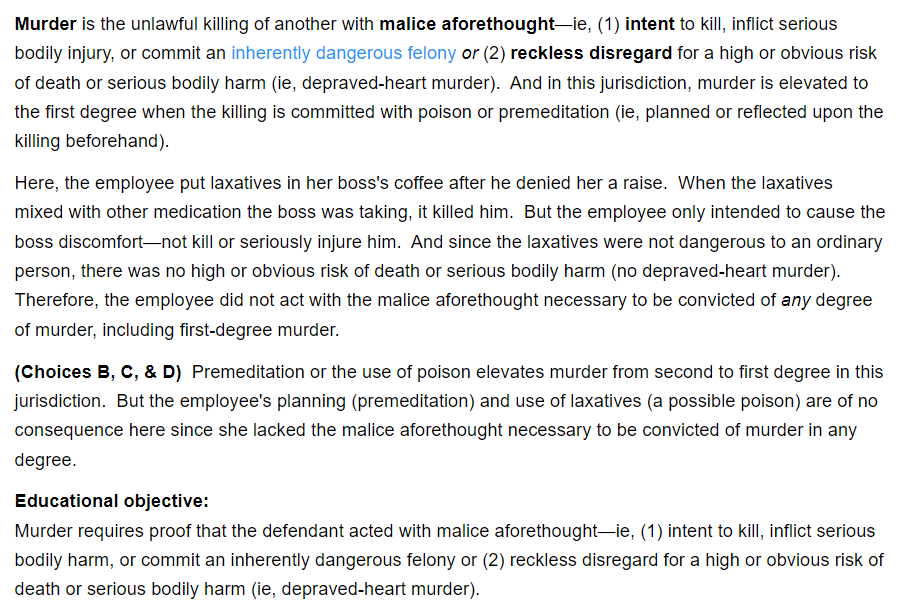 Murder is the unlawful killing of another with malice aforethought—ie, (1) intent to kill, inflict serious
bodily injury, or commit an inherently dangerous felony or (2) reckless disregard for a high or obvious risk
of death or serious bodily harm (ie, depraved-heart murder).  And in this jurisdiction, murder is elevated to
the first degree when the killing is committed with poison or premeditation (ie, planned or reflected upon the
killing beforehand).
Here, the employee put laxatives in her boss's coffee after he denied her a raise.  When the laxatives
mixed with other medication the boss was taking, it killed him.  But the employee only intended to cause the
boss discomfort—not kill or seriously injure him.  And since the laxatives were not dangerous to an ordinary
person, there was no high or obvious risk of death or serious bodily harm (no depraved-heart murder).
Therefore, the employee did not act with the malice aforethought necessary to be convicted of any degree
of murder, including first-degree murder.
(Choices B, C, & D)  Premeditation or the use of poison elevates murder from second to first degree in this
jurisdiction.  But the employee's planning (premeditation) and use of laxatives (a possible poison) are of no
consequence here since she lacked the malice aforethought necessary to be convicted of murder in any
degree.
Educational objective:
Murder requires proof that the defendant acted with malice aforethought—ie, (1) intent to kill, inflict serious
bodily harm, or commit an inherently dangerous felony or (2) reckless disregard for a high or obvious risk of
death or serious bodily harm (ie, depraved-heart murder).